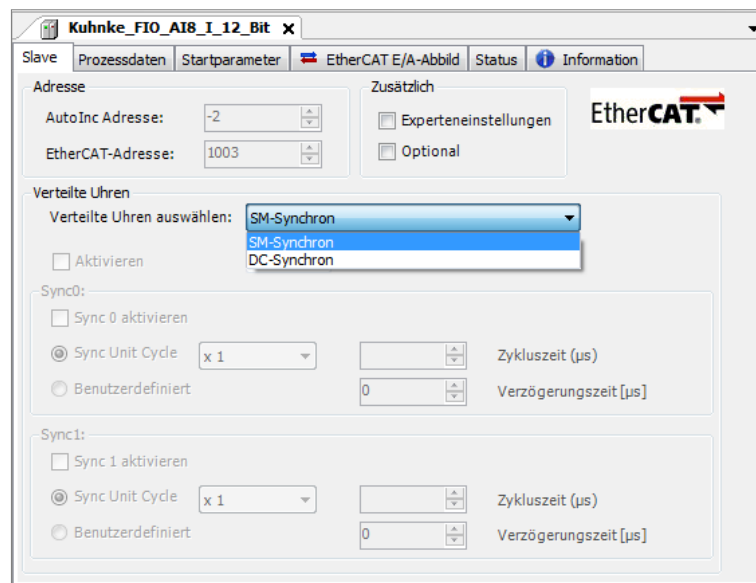 Kuhnke_FIO_AI8_I_12_Bit x
Slave Prozessdaten Startparameter EtherCAT E/A-Abbild Status Information
Adresse Zusätzlich
AutoInc Adresse: -2 Experteneinstellungen EtherCAT.
EtherCAT-Adresse: 1003 Optional
Verteilte Uhren
Verteilte Uhren auswählen: SM-Synchron
SM-Synchron
Aktivieren DC-Synchron
Sync0:
Sync 0 aktivieren
Sync Unit Cycle x 1 Zykluszeit (µs)
Benutzerdefiniert 0 Verzögerungszeit [µs]
Sync1:
Sync 1 aktivieren
Sync Unit Cycle x 1 Zykluszeit (µs)
Benutzerdefiniert 0 Verzögerungszeit [µs]